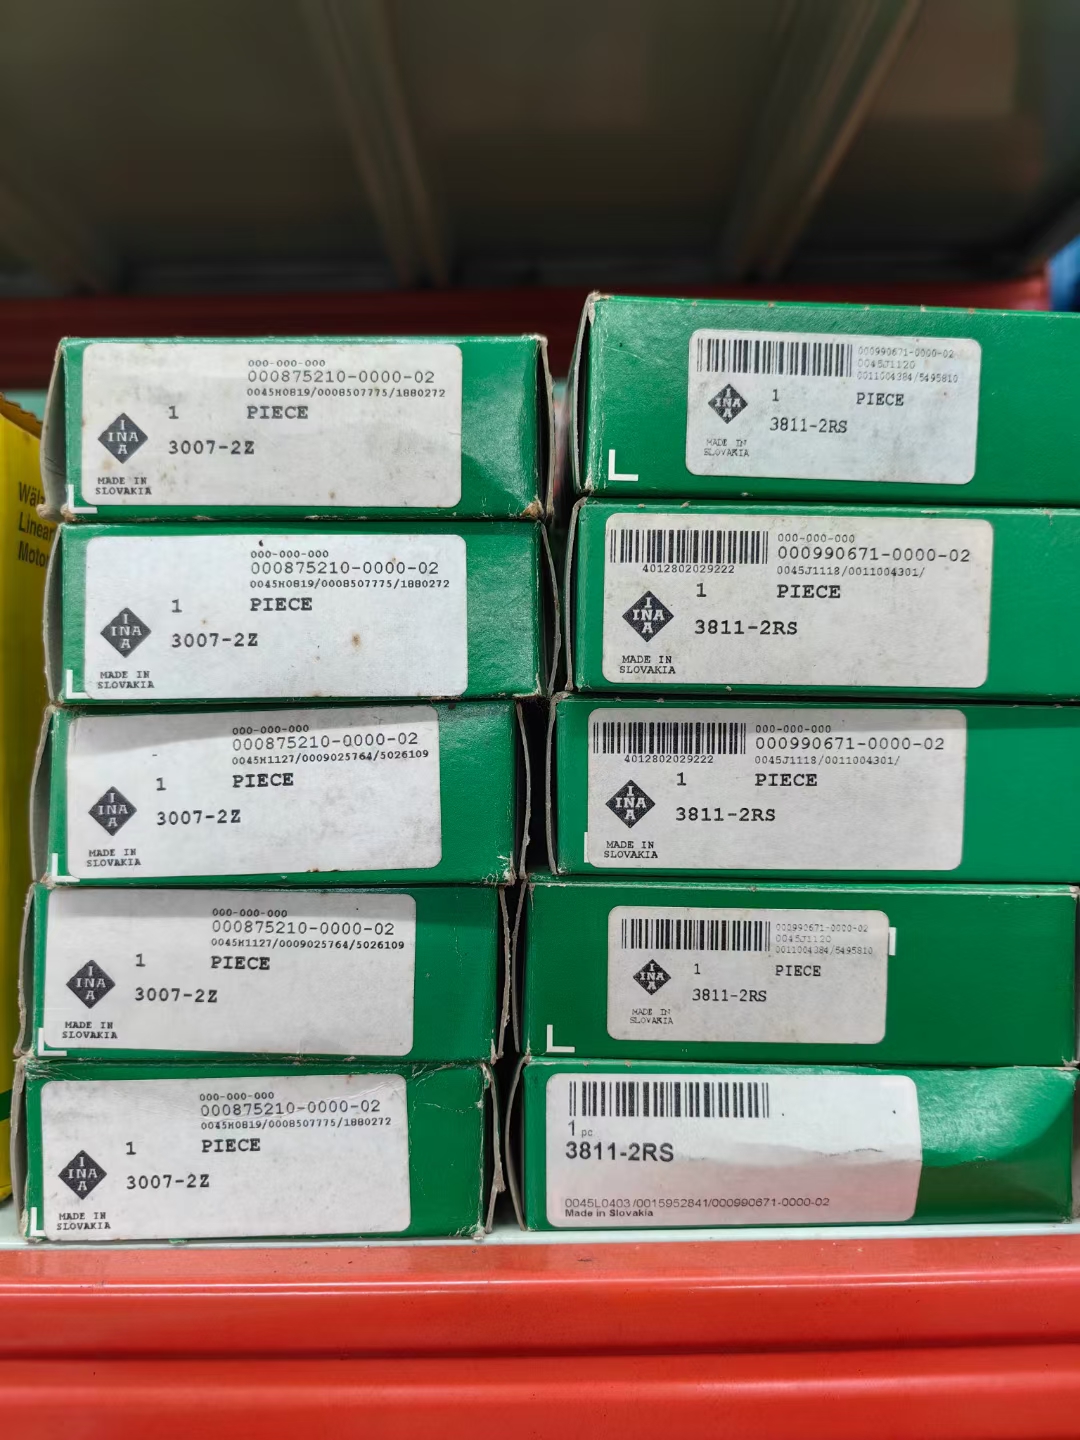 Wälz
Linear
Moto
000-000-000
000875210-0000-02
0045H0819/0008507775/1880272
1 PIECE
I
INA
A
3007-2Z
MADE IN
SLOVAKIA
000-000-000
000875210-0000-02
0045H0819/0008507775/1880272
1 PIECE
I
INA
A
3007-2Z
MADE IN
SLOVAKIA
000-000-000
000875210-0000-02
0045H1127/0009025764/5026109
1 PIECE
I
INA
A
3007-2Z
MADE IN
SLOVAKIA
000-000-000
000875210-0000-02
0045H1127/0009025764/5026109
1 PIECE
I
INA
A
3007-2Z
MADE IN
SLOVAKIA
000-000-000
000875210-0000-02
0045H0819/0008507775/1880272
1 PIECE
I
INA
A
3007-2Z
MADE IN
SLOVAKIA
000990671-0000-02
0045J1120
0011004384/5495810
1 PIECE
I
INA
A
3811-2RS
MADE IN
SLOVAKIA
000-000-000
000990671-0000-02
0045J1118/0011004301/
4012802029222
1 PIECE
I
INA
A
3811-2RS
MADE IN
SLOVAKIA
000-000-000
000990671-0000-02
0045J1118/0011004301/
4012802029222
1 PIECE
I
INA
A
3811-2RS
MADE IN
SLOVAKIA
000990671-0000-02
0045J1120
0011004384/5495810
1 PIECE
I
INA
A
3811-2RS
MADE IN
SLOVAKIA
1 pc
3811-2RS
0045L0403/0015952841/000990671-0000-02
Made in Slovakia